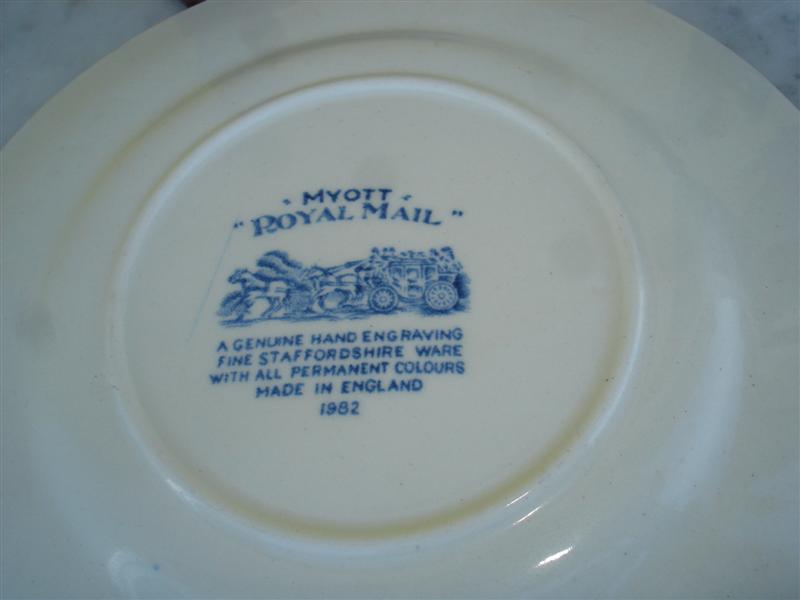 MYOTT
"ROYAL MAIL"
A GENUINE HAND ENGRAVING
FINE STAFFORDSHIRE WARE
WITH ALL PERMANENT COLOURS
MADE IN ENGLAND
1982